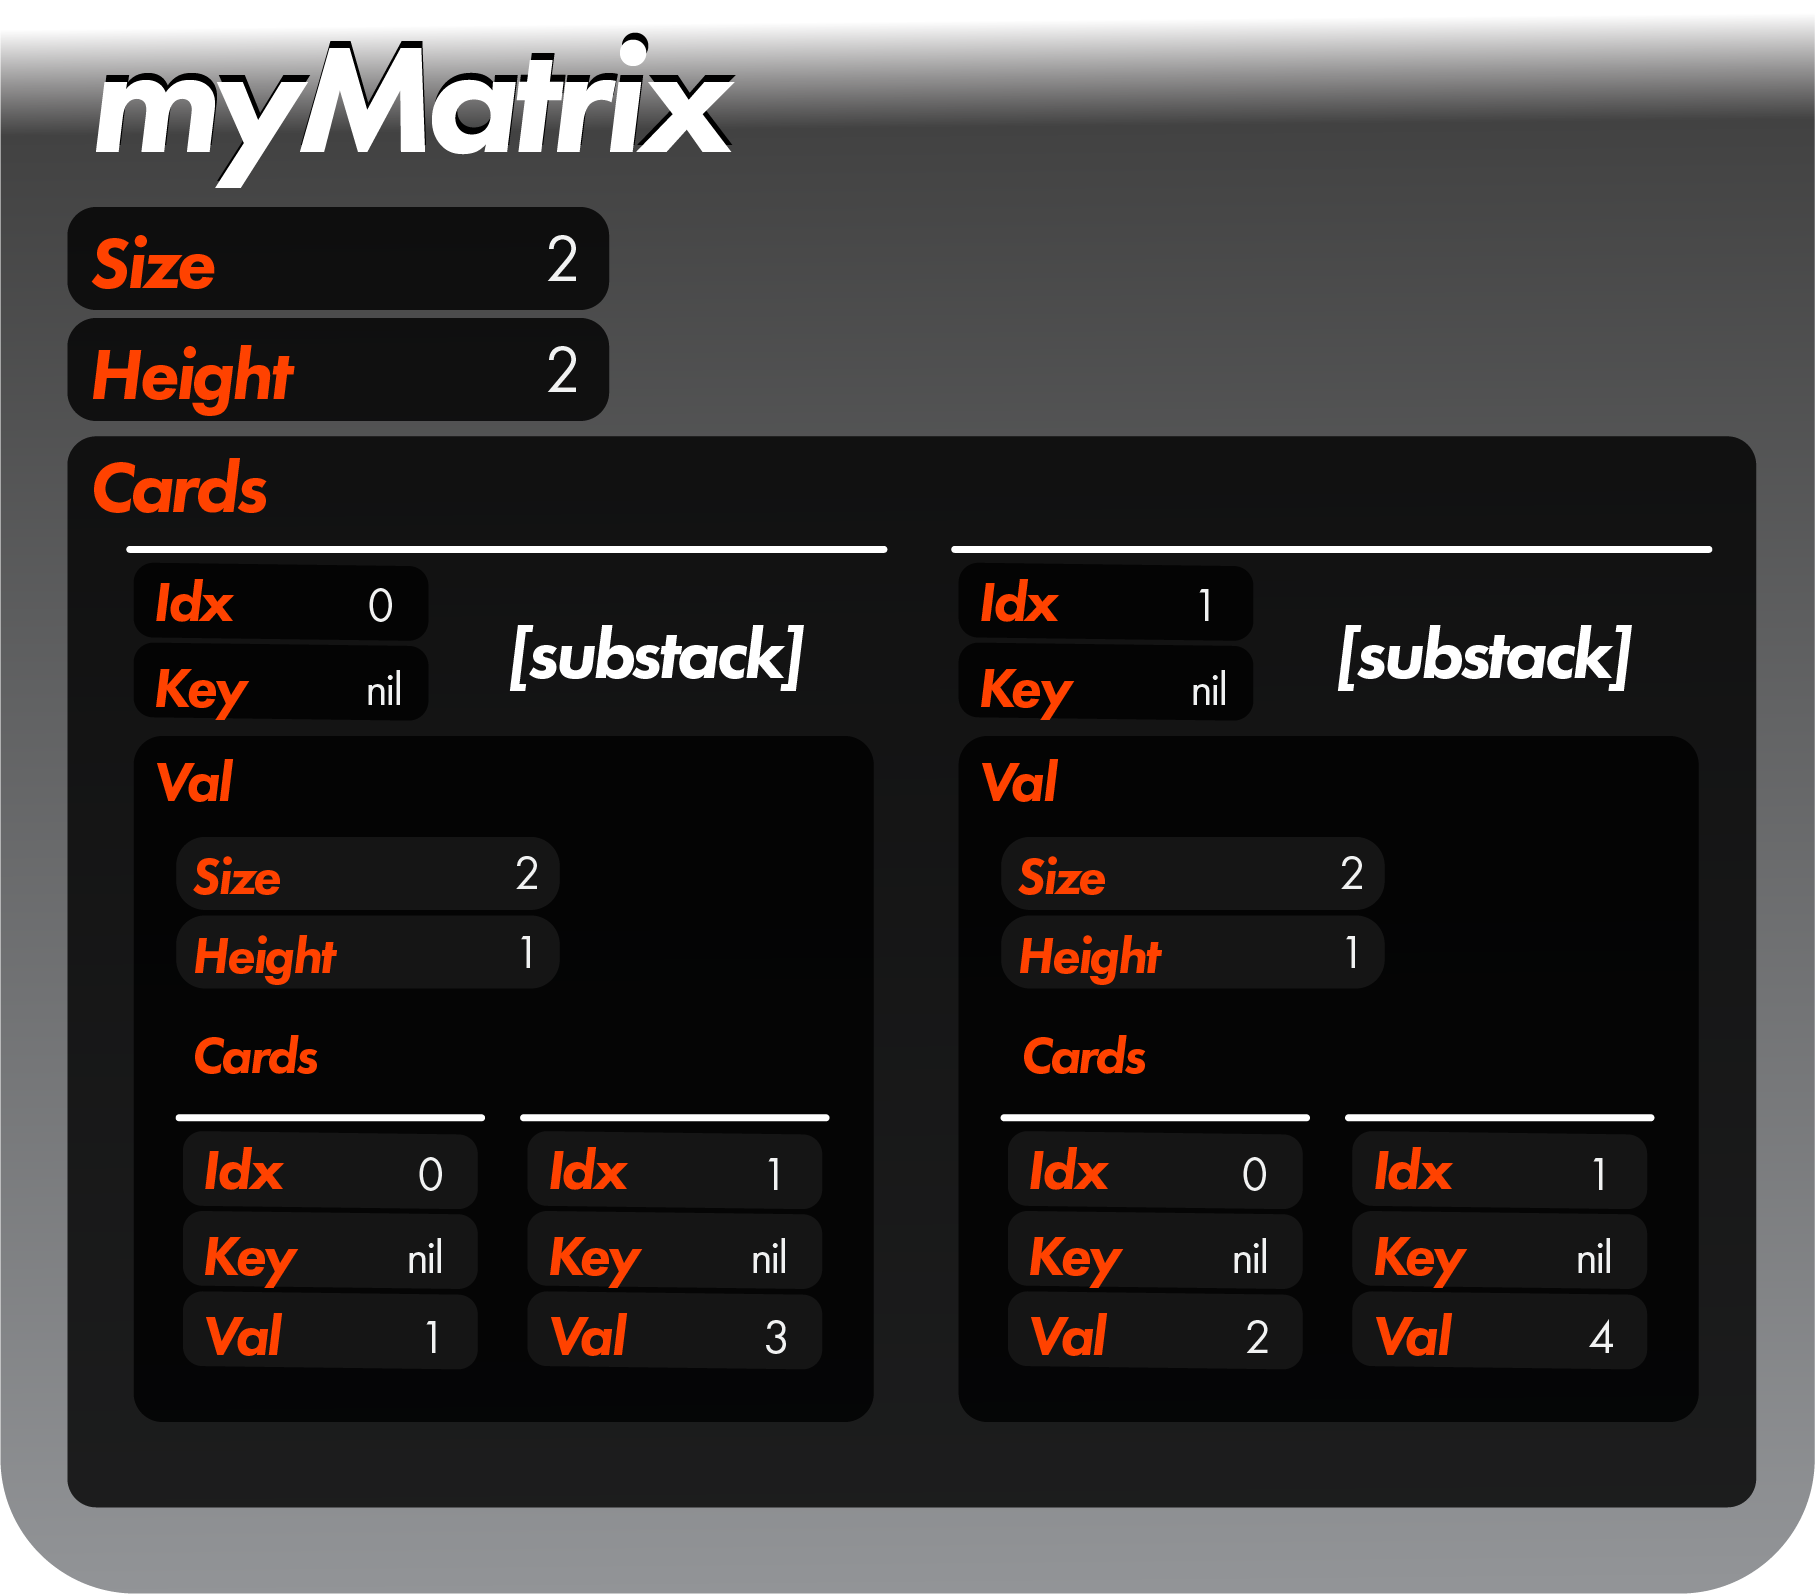 myMatrix
Size 2
Height 2
Cards
Idx 0
Key nil
[substack]
Val
Size 2
Height 1
Cards
Idx 0
Key nil
Val 1
Idx 1
Key nil
Val 3
Idx 1
Key nil
[substack]
Val
Size 2
Height 1
Cards
Idx 0
Key nil
Val 2
Idx 1
Key nil
Val 4